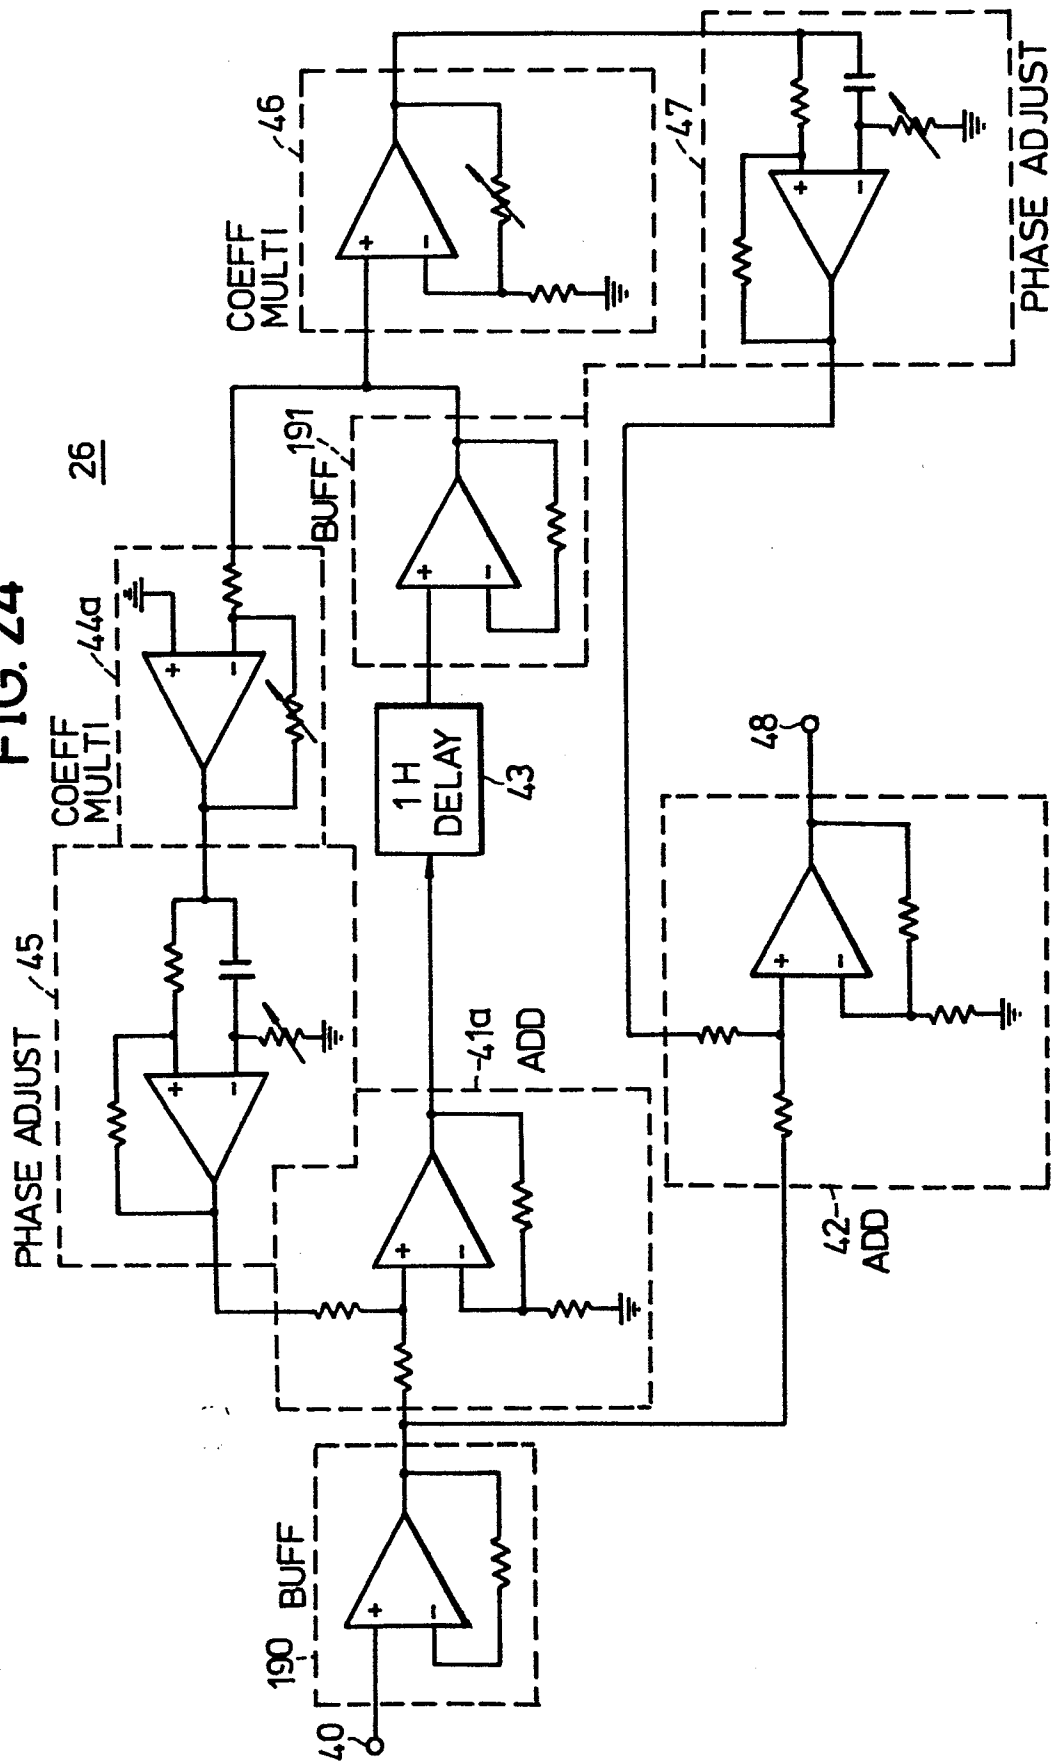 FIG. 24
26
PHASE ADJUST
45
+
-
COEFF
MULTI
44a
+
-
COEFF
MULTI
46
+
-
190
BUFF
+
-
40
+
-
41a
ADD
1H
DELAY
43
BUFF
191
+
-
47
+
-
PHASE ADJUST
42
ADD
+
-
48